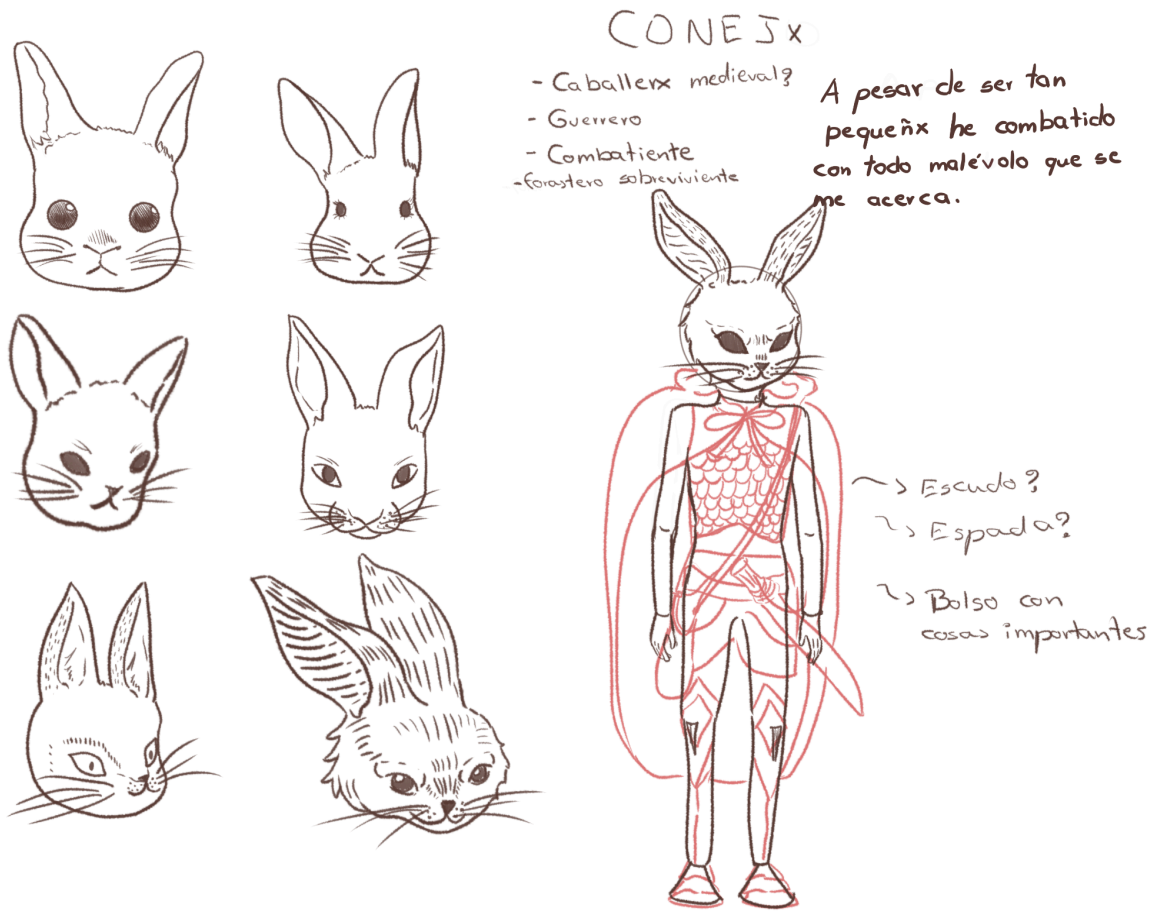 CONEJx
- Caballerx medieval?
- Guerrero
- Combatiente
- forastero sobreviviente
A pesar de ser tan
pequeñx he combatido
con todo malévolo que se
me acerca.
Escudo?
Espada?
Bolso con
cosas importantes